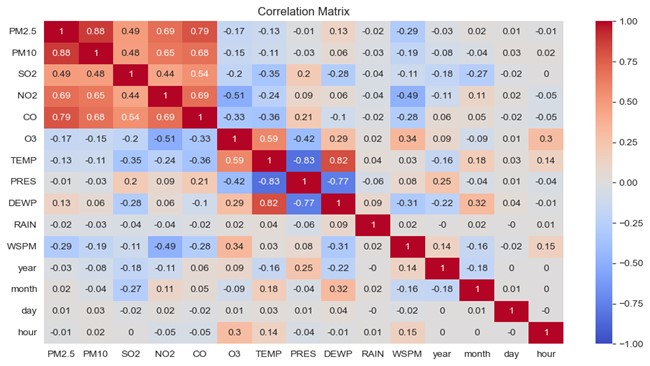 Correlation Matrix
PM2.5 1 0.88 0.49 0.69 0.79 -0.17 -0.13 -0.01 0.13 -0.02 -0.29 -0.03 0.02 0.01 -0.01
PM10 0.88 1 0.48 0.65 0.68 -0.15 -0.11 -0.03 0.06 -0.03 -0.19 -0.08 -0.04 0.03 0.02
SO2 0.49 0.48 1 0.44 0.54 -0.2 -0.35 0.2 -0.28 -0.04 -0.11 -0.18 -0.27 -0.02 0
NO2 0.69 0.65 0.44 1 0.69 -0.51 -0.24 0.09 0.06 -0.04 -0.49 -0.11 0.11 0.02 -0.05
CO 0.79 0.68 0.54 0.69 1 -0.33 -0.36 0.21 -0.1 -0.02 -0.28 0.06 0.05 -0.02 -0.05
O3 -0.17 -0.15 -0.2 -0.51 -0.33 1 0.59 -0.42 0.29 0.02 0.34 0.09 -0.09 0.01 0.3
TEMP -0.13 -0.11 -0.35 -0.24 -0.36 0.59 1 -0.83 0.82 0.04 0.03 -0.16 0.18 0.03 0.14
PRES -0.01 -0.03 0.2 0.09 0.21 -0.42 -0.83 1 -0.77 -0.06 0.08 0.25 -0.04 0.01 -0.04
DEWP 0.13 0.06 -0.28 0.06 -0.1 0.29 0.82 -0.77 1 0.09 -0.31 -0.22 0.32 0.04 -0.01
RAIN -0.02 -0.03 -0.04 -0.04 -0.02 0.02 0.04 -0.06 0.09 1 0.02 -0 0.02 -0 0.01
WSPM -0.29 -0.19 -0.11 -0.49 -0.28 0.34 0.03 0.08 -0.31 0.02 1 0.14 -0.16 -0.02 0.15
year -0.03 -0.08 -0.18 -0.11 0.06 0.09 -0.16 0.25 -0.22 -0 0.14 1 -0.18 0 0
month 0.02 -0.04 -0.27 0.11 0.05 -0.09 0.18 -0.04 0.32 0.02 -0.16 -0.18 1 0.01 0
day 0.01 0.03 -0.02 0.02 -0.02 0.01 0.03 0.01 0.04 -0 -0.02 0 0.01 1 -0
hour -0.01 0.02 0 -0.05 -0.05 0.3 0.14 -0.04 -0.01 0.01 0.15 0 0 -0 1
PM2.5 PM10 SO2 NO2 CO O3 TEMP PRES DEWP RAIN WSPM year month day hour
1.00
0.75
0.50
0.25
0.00
−0.25
−0.50
−0.75
−1.00